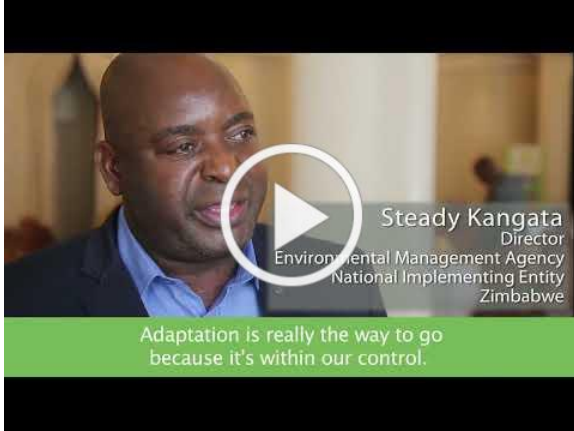 Steady Kangata
Director
Environmental Management Agency
National Implementing Entity
Zimbabwe
Adaptation is really the way to go
because it's within our control.